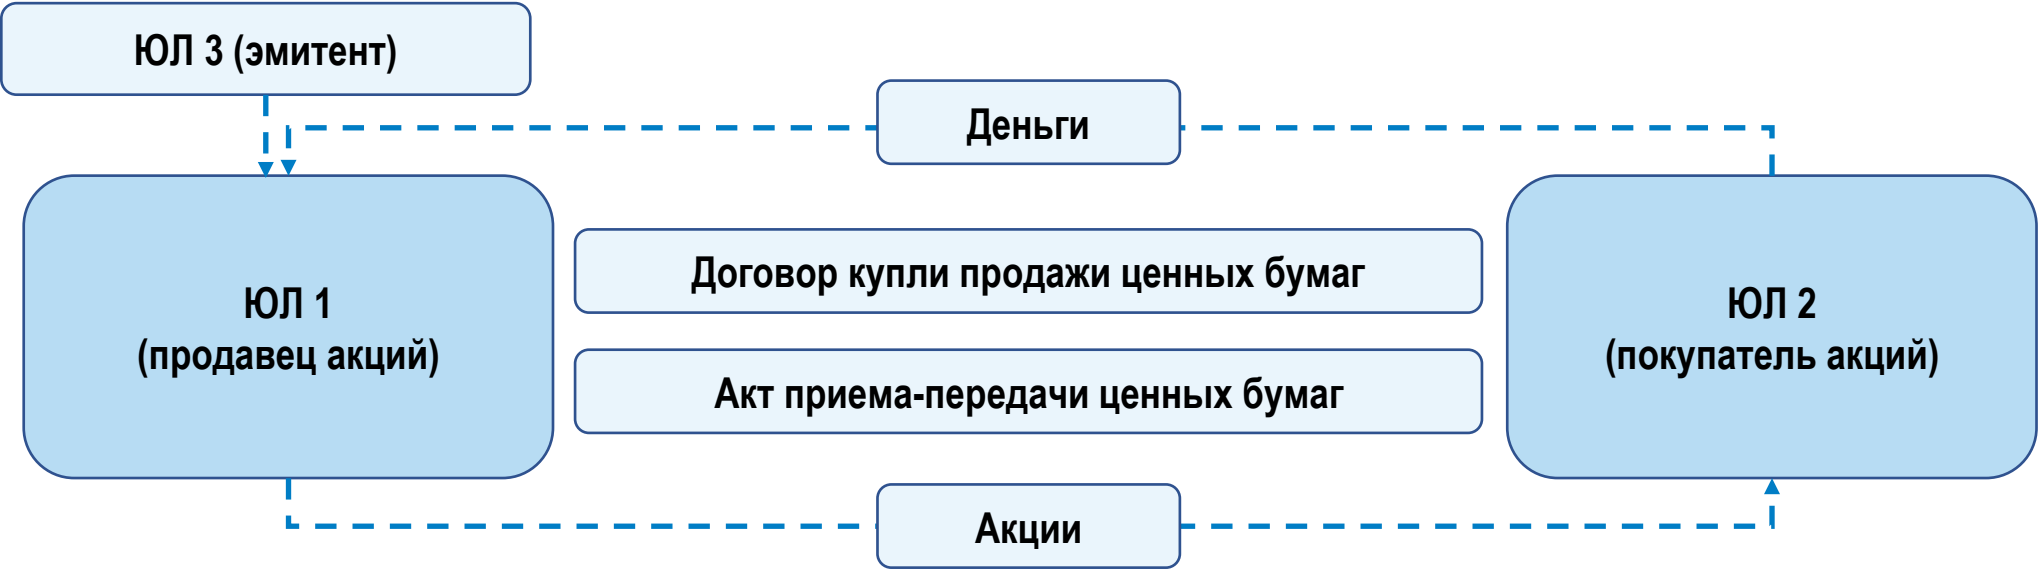 ЮЛ 3 (эмитент)
Деньги
Договор купли продажи ценных бумаг
ЮЛ 1
(продавец акций)
ЮЛ 2
(покупатель акций)
Акт приема-передачи ценных бумаг
Акции